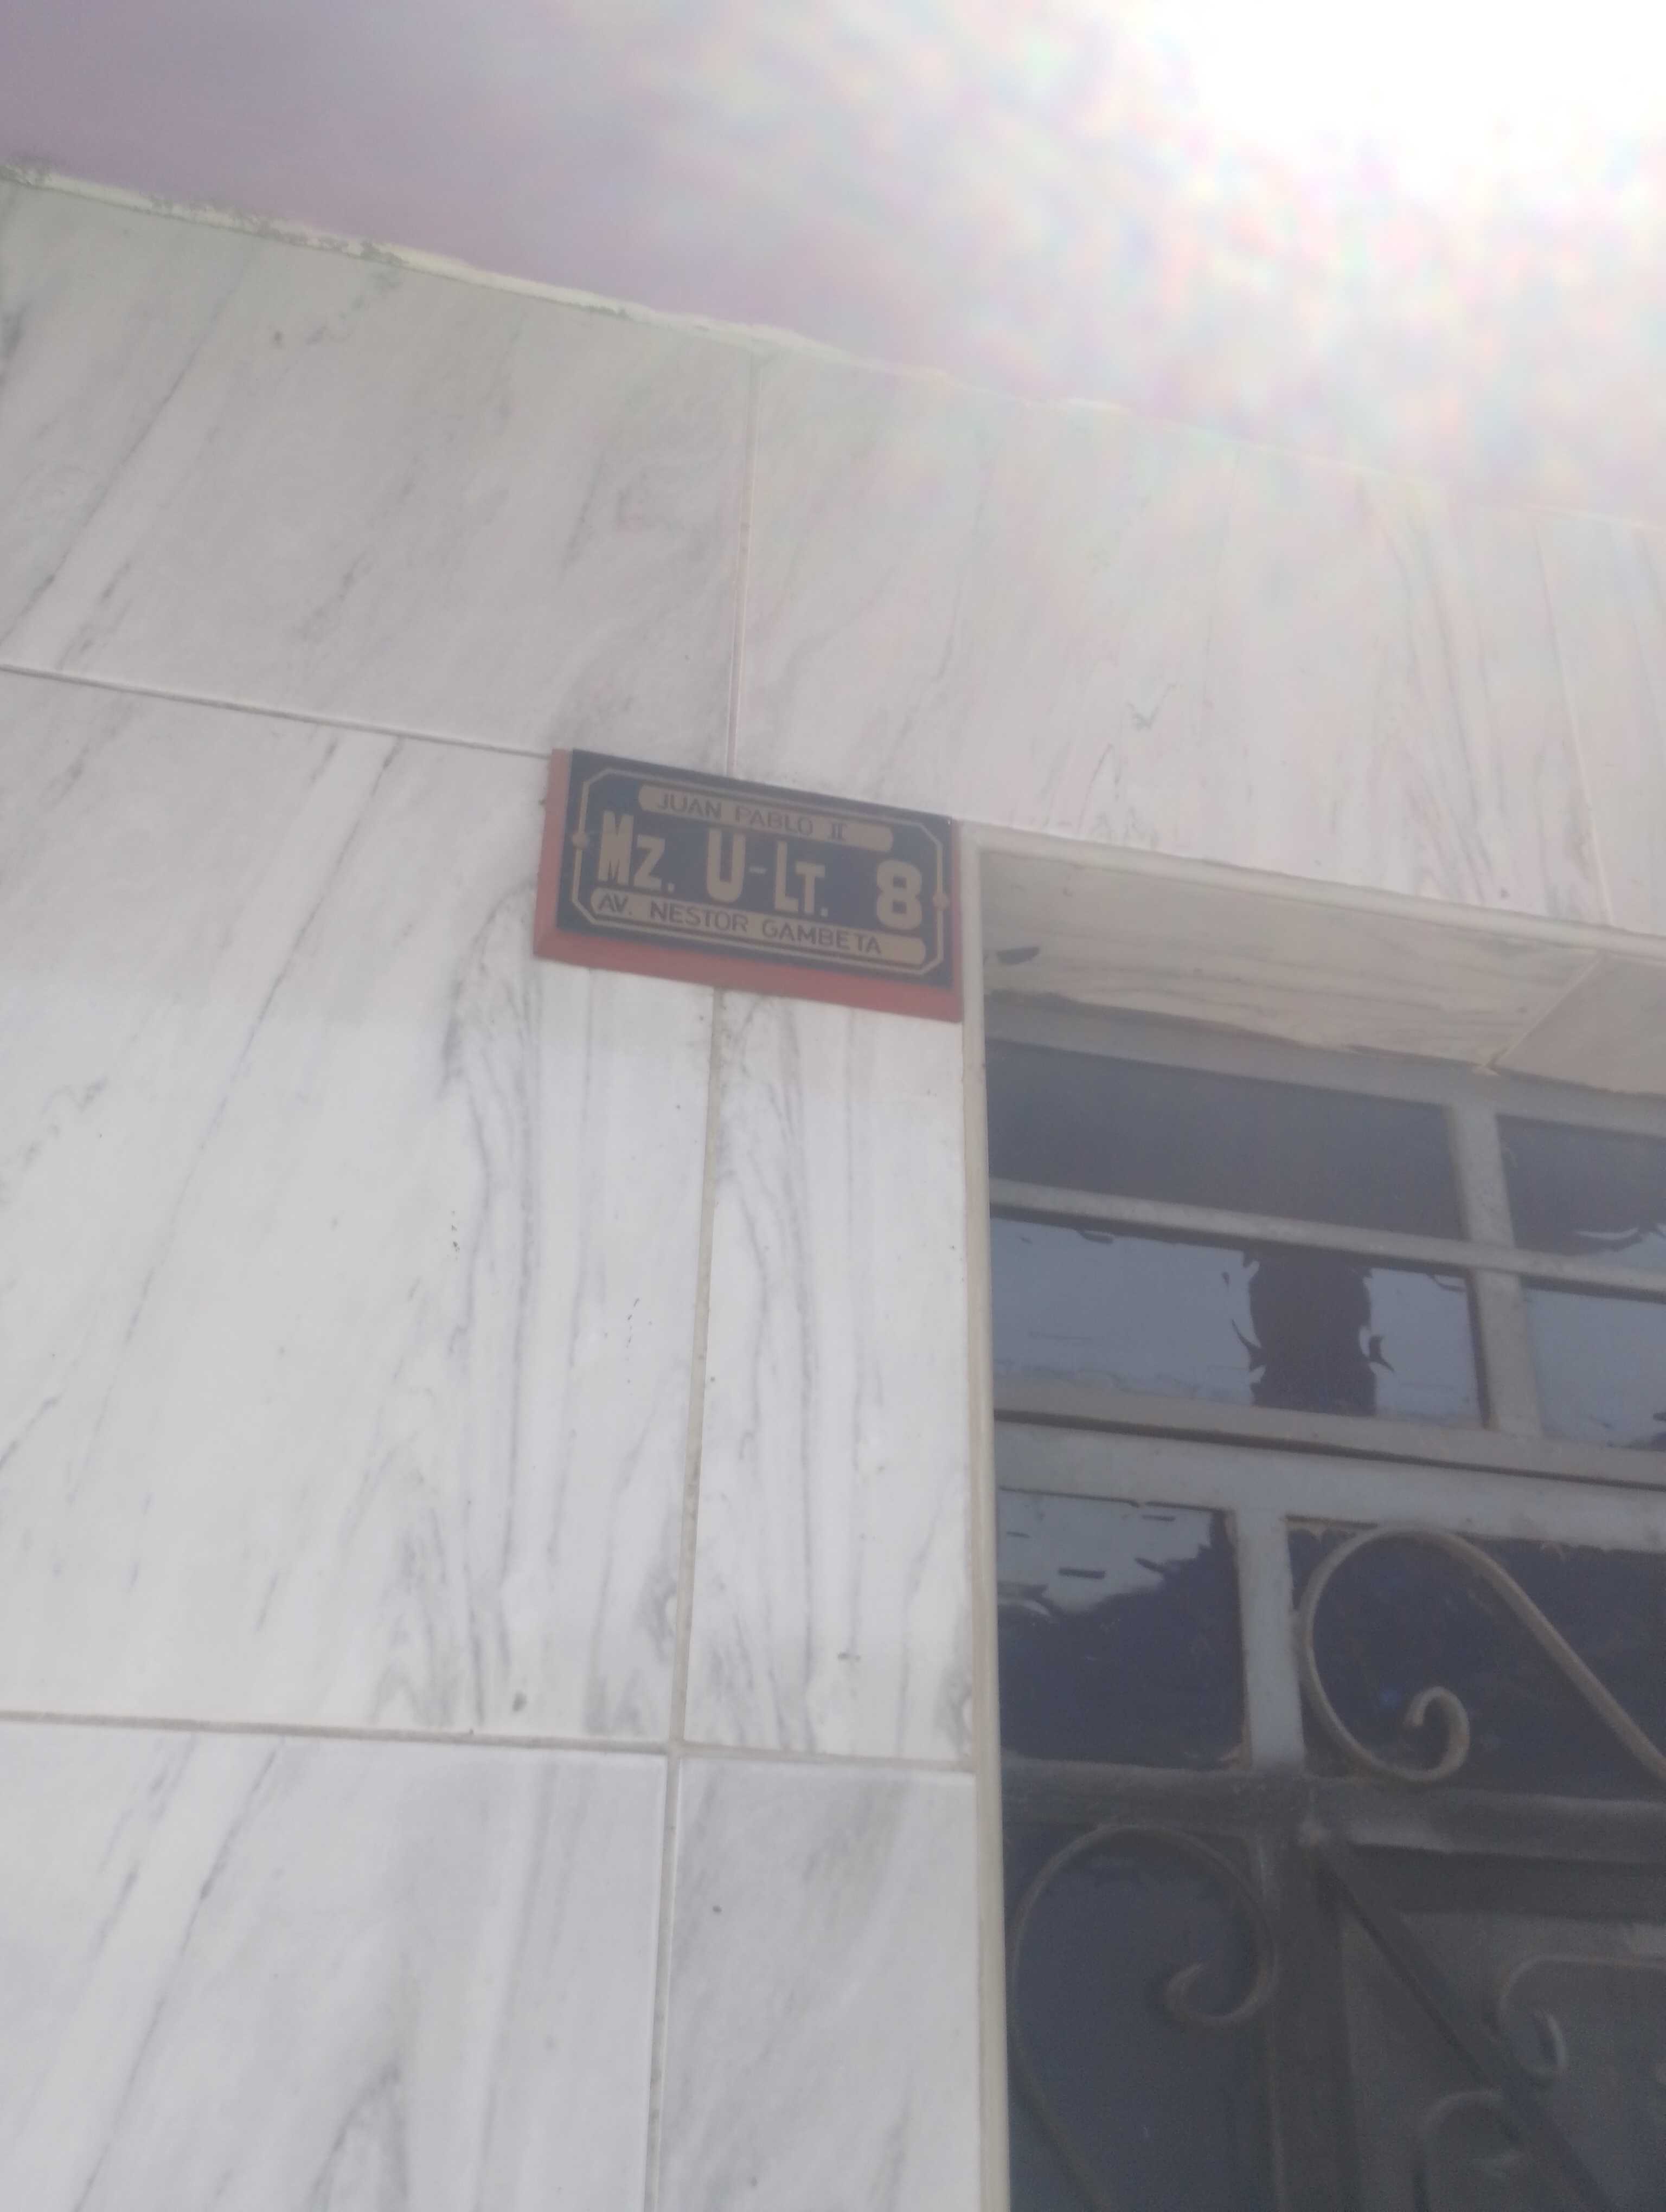 JUAN PABLO II
Mz. U-LT. 8
AV. NESTOR GAMBETA